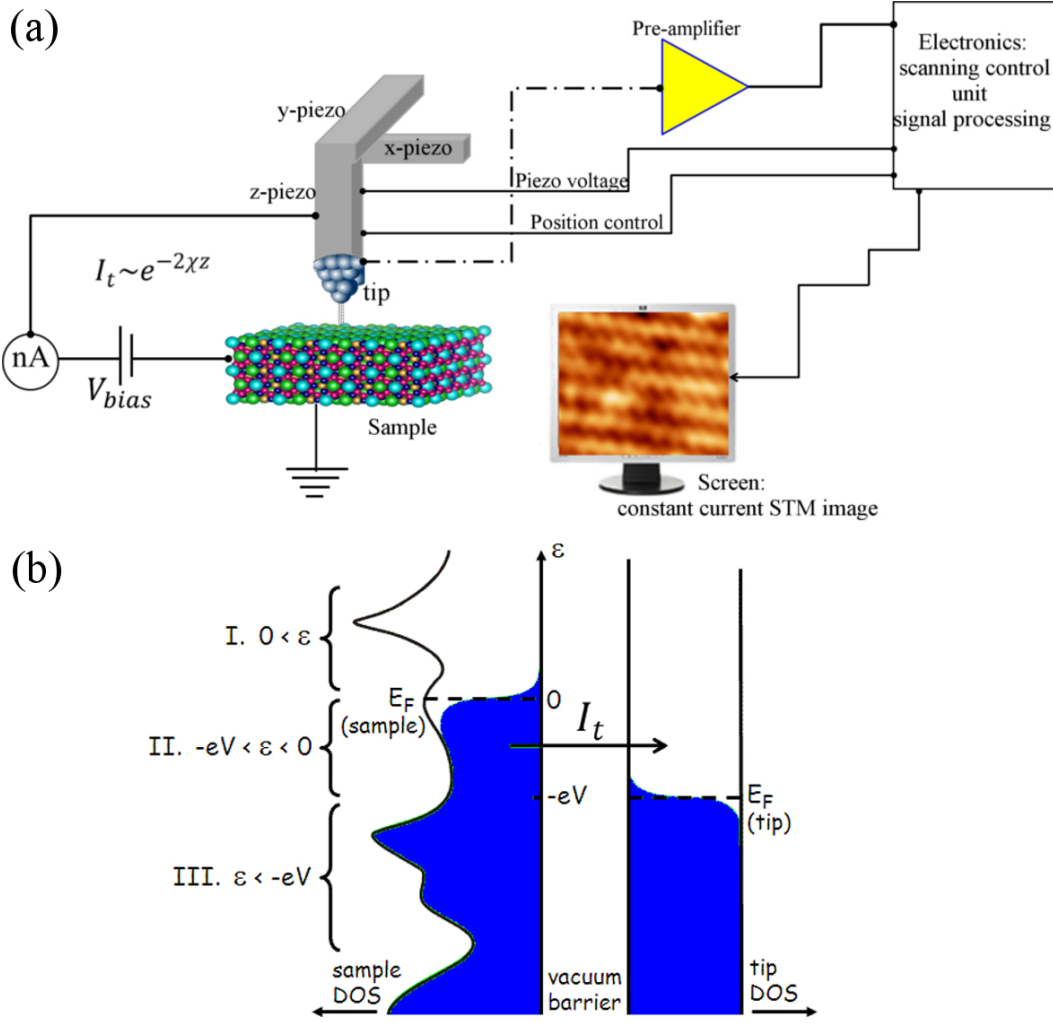 (a)
Pre-amplifier
Electronics:
scanning control
unit
signal processing
y-piezo
x-piezo
z-piezo
Piezo voltage
Position control
I_t~e^{-2χz}
tip
nA
V_{bias}
Sample
Screen:
constant current STM image
(b)
ε
I. 0 < ε
E_F
(sample)
0
I_t
II. -eV < ε < 0
-eV
E_F
(tip)
III. ε < -eV
sample
DOS
vacuum
barrier
tip
DOS